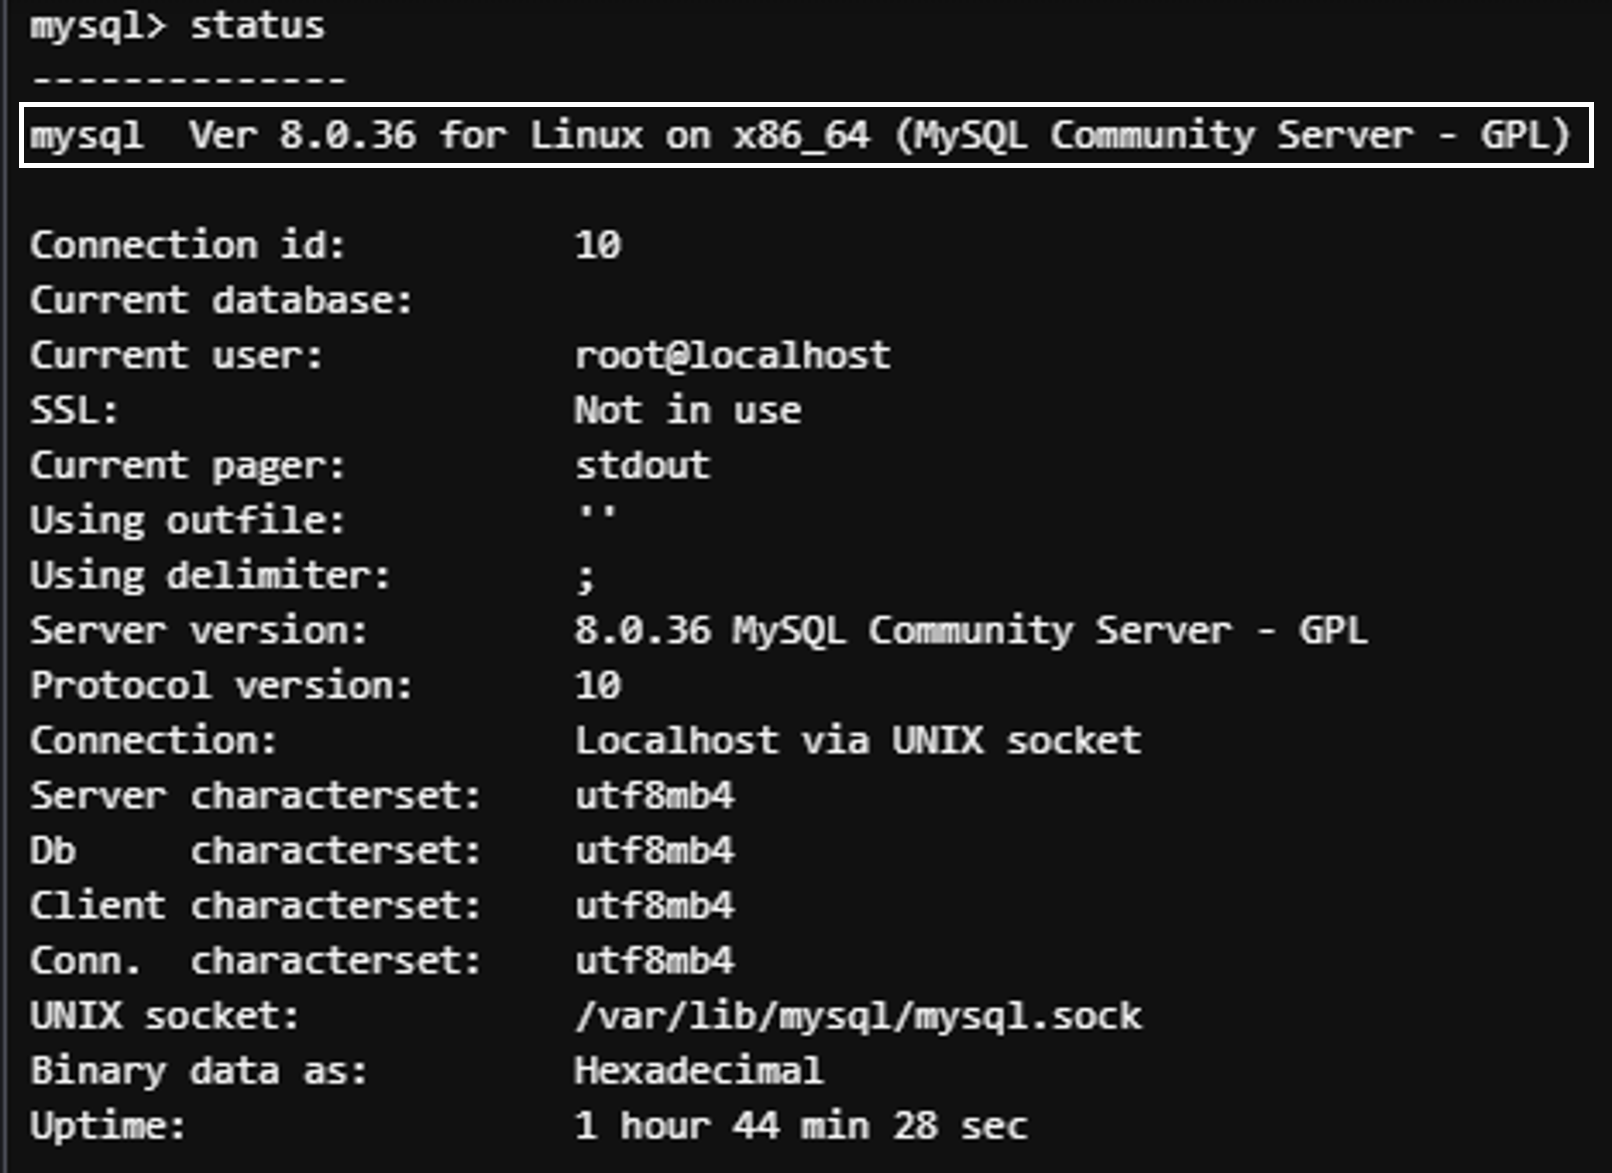 mysql> status
--------------
mysql  Ver 8.0.36 for Linux on x86_64 (MySQL Community Server - GPL)

Connection id:          10
Current database:
Current user:           root@localhost
SSL:                    Not in use
Current pager:          stdout
Using outfile:          ''
Using delimiter:        ;
Server version:         8.0.36 MySQL Community Server - GPL
Protocol version:       10
Connection:             Localhost via UNIX socket
Server characterset:    utf8mb4
Db     characterset:    utf8mb4
Client characterset:    utf8mb4
Conn.  characterset:    utf8mb4
UNIX socket:            /var/lib/mysql/mysql.sock
Binary data as:         Hexadecimal
Uptime:                 1 hour 44 min 28 sec